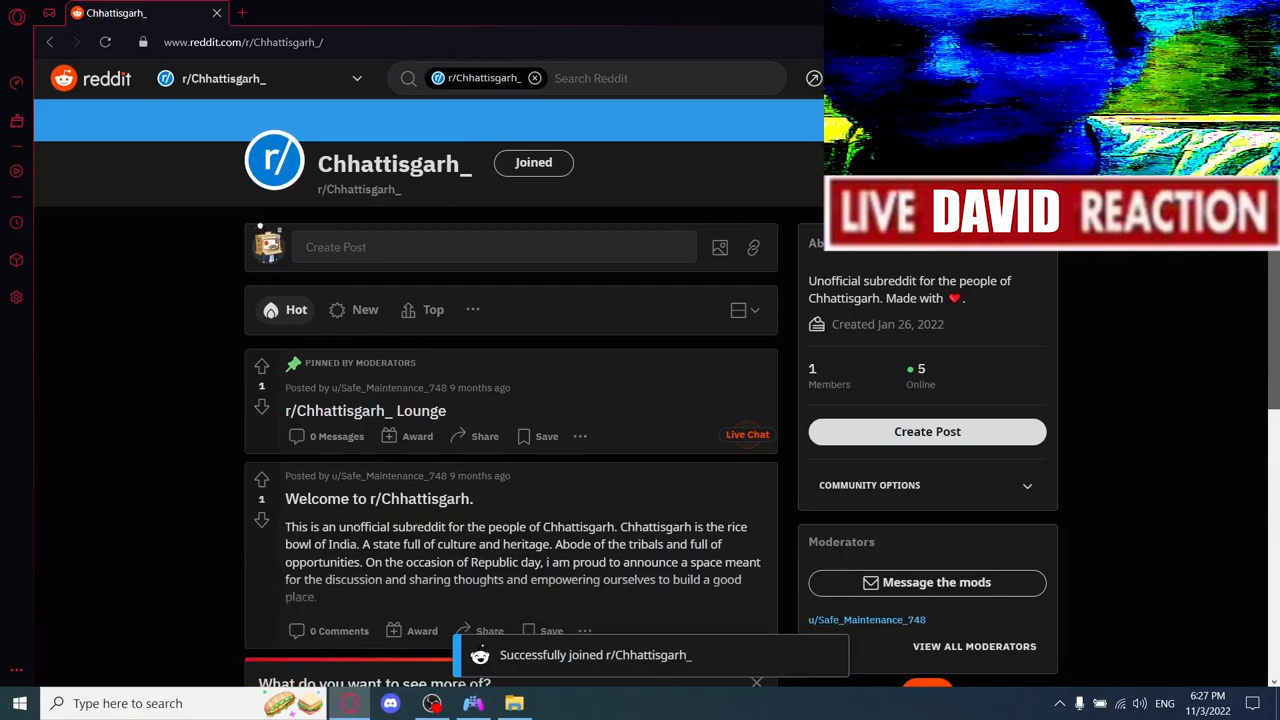 Chhattisgarh_
www.reddit.com/r/Chhattisgarh_/
reddit
r/Chhattisgarh_
r/Chhattisgarh_
Search Reddit
Chhattisgarh_
Joined
r/Chhattisgarh_
LIVE DAVID REACTION
Create Post
Hot
New
Top
PINNED BY MODERATORS
1
Posted by u/Safe_Maintenance_748 9 months ago
r/Chhattisgarh_ Lounge
0 Messages
Award
Share
Save
Live Chat
1
Posted by u/Safe_Maintenance_748 9 months ago
Welcome to r/Chhattisgarh.
This is an unofficial subreddit for the people of Chhattisgarh. Chhattisgarh is the rice
bowl of India. A state full of culture and heritage. Abode of the tribals and full of
opportunities. On the occasion of Republic day, i am proud to announce a space meant
for the discussion and sharing thoughts and empowering ourselves to build a good
place.
0 Comments
Award
Share
Save
What do you want to see more of?
Ab
Unofficial subreddit for the people of
Chhattisgarh. Made with ❤️ .
Created Jan 26, 2022
1
Members
5
Online
Create Post
COMMUNITY OPTIONS
Moderators
Message the mods
u/Safe_Maintenance_748
VIEW ALL MODERATORS
Successfully joined r/Chhattisgarh_
Type here to search
ENG
6:27 PM
11/3/2022